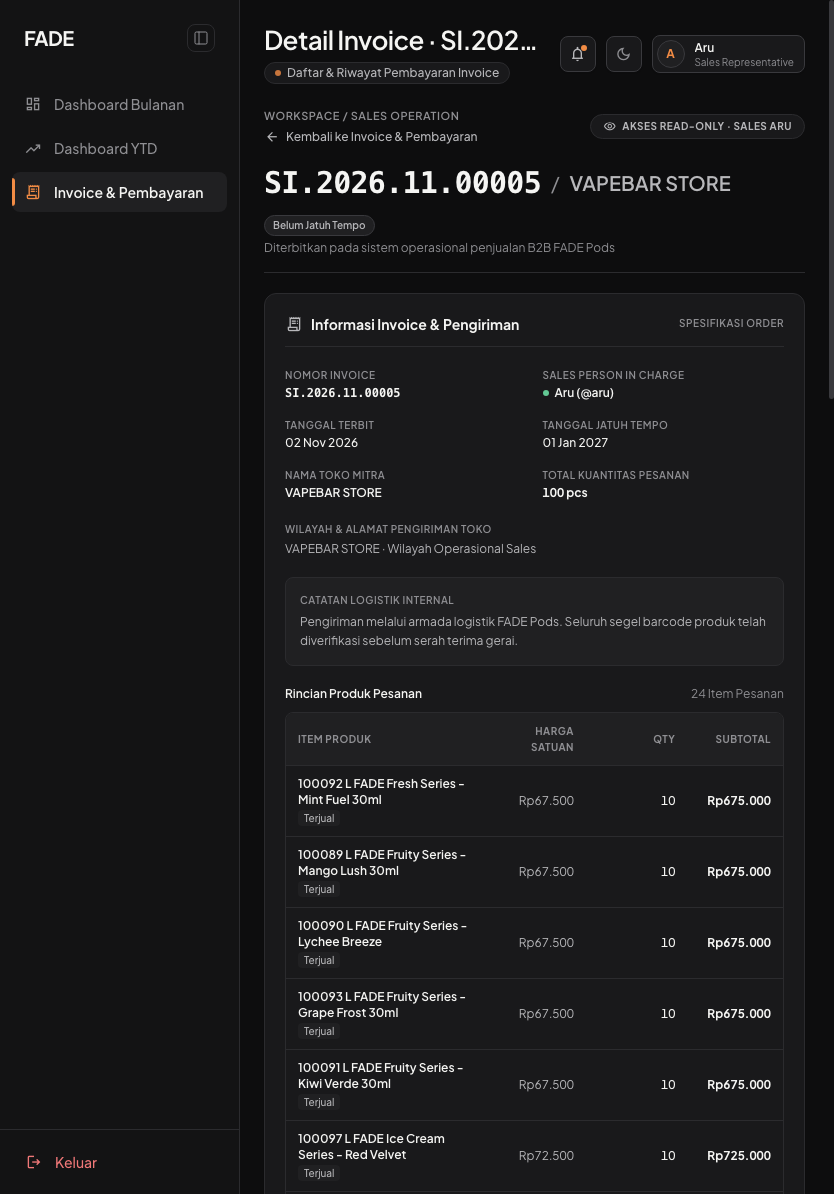 FADE
Dashboard Bulanan
Dashboard YTD
Invoice & Pembayaran
Keluar
Detail Invoice · SI.202...
Daftar & Riwayat Pembayaran Invoice
A
Aru
Sales Representative
WORKSPACE / SALES OPERATION
Kembali ke Invoice & Pembayaran
AKSES READ-ONLY · SALES ARU
SI.2026.11.00005 / VAPEBAR STORE
Belum Jatuh Tempo
Diterbitkan pada sistem operasional penjualan B2B FADE Pods
Informasi Invoice & Pengiriman
SPESIFIKASI ORDER
NOMOR INVOICE
SI.2026.11.00005
SALES PERSON IN CHARGE
Aru (@aru)
TANGGAL TERBIT
02 Nov 2026
TANGGAL JATUH TEMPO
01 Jan 2027
NAMA TOKO MITRA
VAPEBAR STORE
TOTAL KUANTITAS PESANAN
100 pcs
WILAYAH & ALAMAT PENGIRIMAN TOKO
VAPEBAR STORE · Wilayah Operasional Sales
CATATAN LOGISTIK INTERNAL
Pengiriman melalui armada logistik FADE Pods. Seluruh segel barcode produk telah
diverifikasi sebelum serah terima gerai.
Rincian Produk Pesanan
24 Item Pesanan
ITEM PRODUK
HARGA
SATUAN
QTY
SUBTOTAL
100092 L FADE Fresh Series -
Mint Fuel 30ml
Terjual
Rp67.500
10
Rp675.000
100089 L FADE Fruity Series -
Mango Lush 30ml
Terjual
Rp67.500
10
Rp675.000
100090 L FADE Fruity Series -
Lychee Breeze
Terjual
Rp67.500
10
Rp675.000
100093 L FADE Fruity Series -
Grape Frost 30ml
Terjual
Rp67.500
10
Rp675.000
100091 L FADE Fruity Series -
Kiwi Verde 30ml
Terjual
Rp67.500
10
Rp675.000
100097 L FADE Ice Cream
Series - Red Velvet
Terjual
Rp72.500
10
Rp725.000